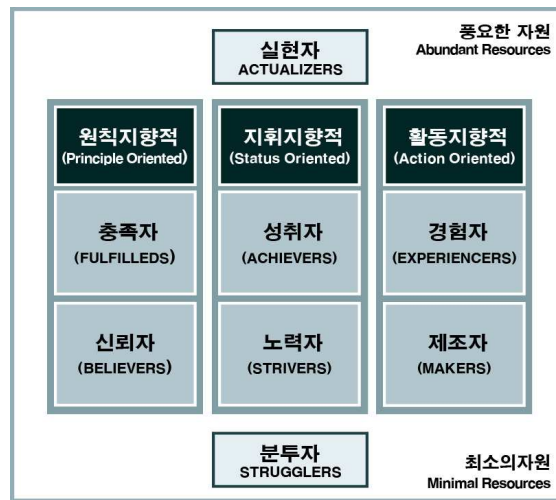 풍요한 자원
Abundant Resources
실현자
ACTUALIZERS
원칙지향적
(Principle Oriented)
지휘지향적
(Status Oriented)
활동지향적
(Action Oriented)
충족자
(FULFILLEDS)
성취자
(ACHIEVERS)
경험자
(EXPERIENCERS)
신뢰자
(BELIEVERS)
노력자
(STRIVERS)
제조자
(MAKERS)
분투자
STRUGGLERS
최소의자원
Minimal Resources